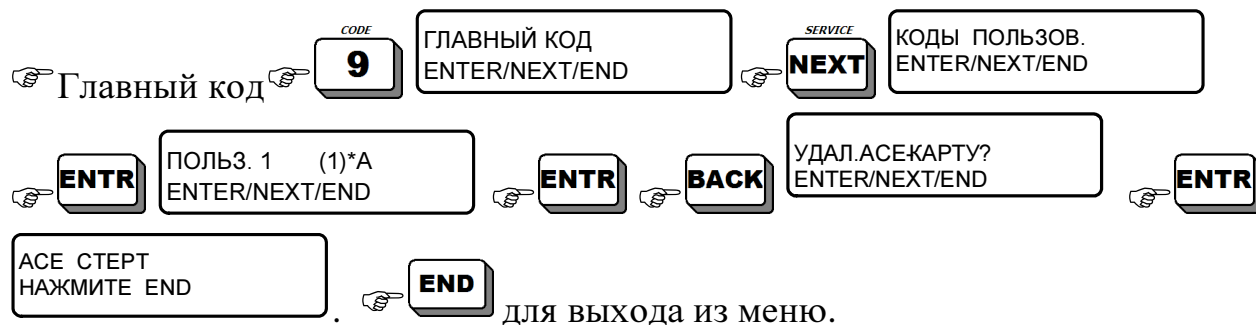 CODE
☞ Главный код ☞ 9
ГЛАВНЫЙ КОД
ENTER/NEXT/END
SERVICE
☞ NEXT
КОДЫ ПОЛЬЗОВ.
ENTER/NEXT/END
☞ ENTR
ПОЛЬЗ. 1 (1)*А
ENTER/NEXT/END
☞ ENTR ☞ BACK
УДАЛ.АСЕ-КАРТУ?
ENTER/NEXT/END
☞ ENTR
АСЕ СТЕРТ
НАЖМИТЕ END
. ☞ END для выхода из меню.